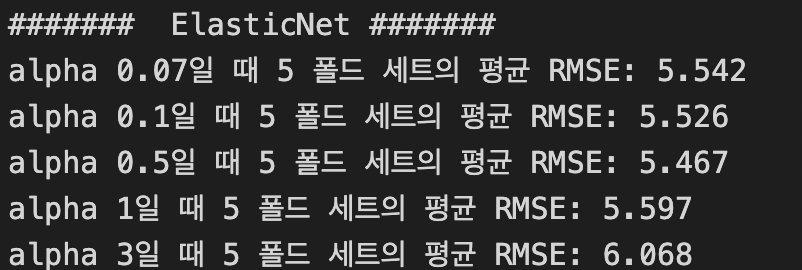 #######  ElasticNet #######
alpha 0.07일 때 5 폴드 세트의 평균 RMSE: 5.542
alpha 0.1일 때 5 폴드 세트의 평균 RMSE: 5.526
alpha 0.5일 때 5 폴드 세트의 평균 RMSE: 5.467
alpha 1일 때 5 폴드 세트의 평균 RMSE: 5.597
alpha 3일 때 5 폴드 세트의 평균 RMSE: 6.068